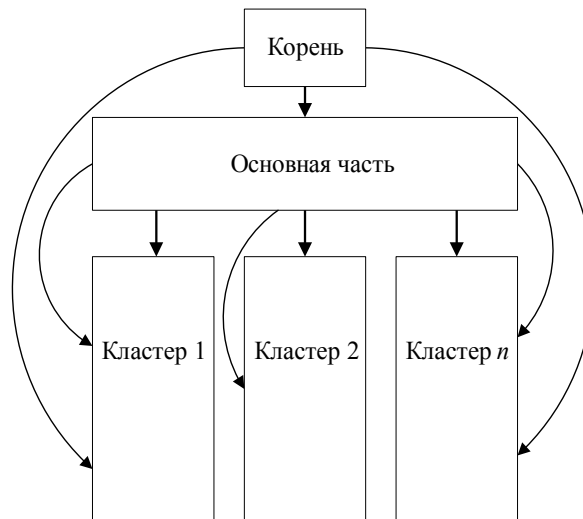 Корень
Основная часть
Кластер 1
Кластер 2
Кластер n